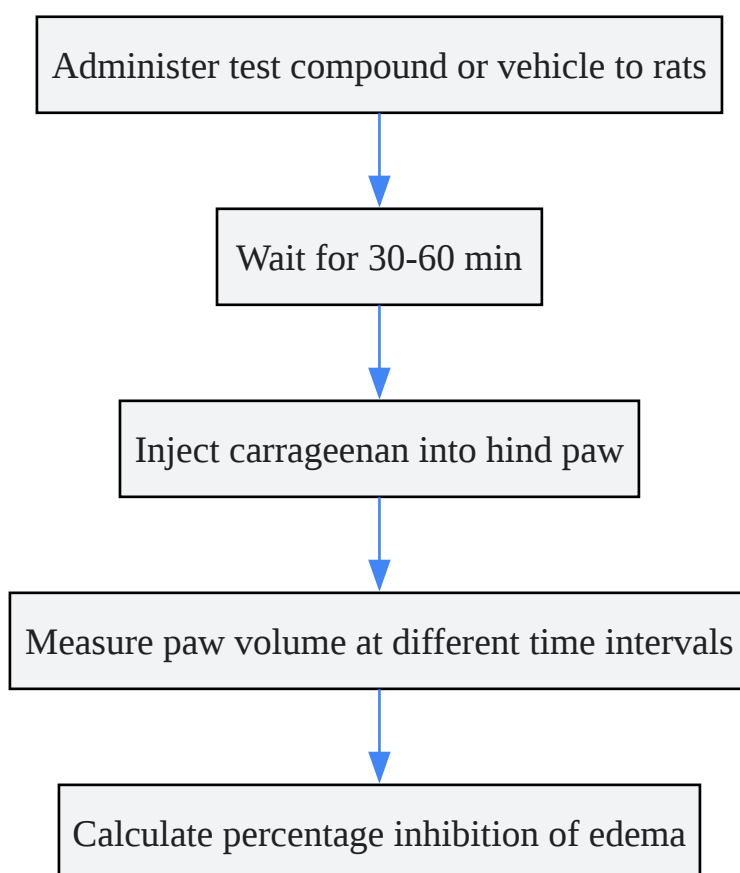 Administer test compound or vehicle to rats
Wait for 30-60 min
Inject carrageenan into hind paw
Measure paw volume at different time intervals
Calculate percentage inhibition of edema